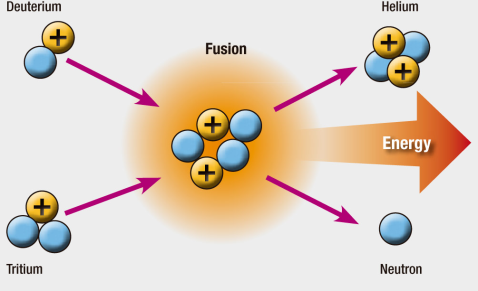 Deuterium
Helium
+
+
Fusion
+
+
+
Energy
+
+
Tritium
Neutron